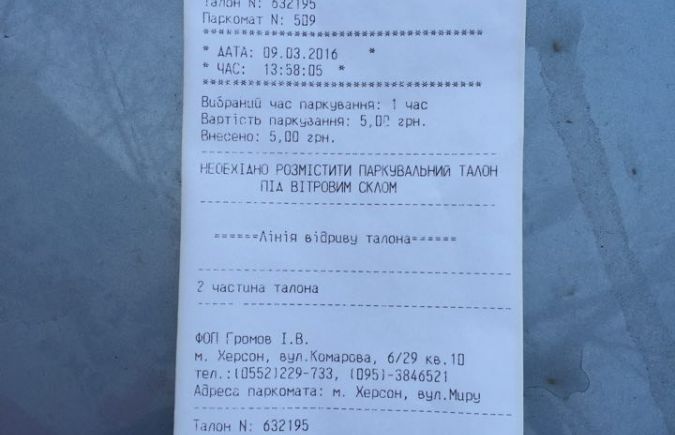 Талон N: 632195
Паркомат N: 509
*********************************
* ДАТА: 09.03.2016 *
* ЧАС: 13:58:05 *
*********************************
Вибраний час паркування: 1 час
Вартість паркування: 5,00 грн.
Внесено: 5,00 грн.
НЕОБХІДНО РОЗМІСТИТИ ПАРКУВАЛЬНИЙ ТАЛОН
ПІД ВІТРОВИМ СКЛОМ
======Лінія відриву талона======
2 частина талона
ФОП Громов І.В.
м. Херсон, вул.Комарова, 6/29 кв.10
тел.:(0552)229-733, (095)-3846521
Адреса паркомата: м. Херсон, вул.Миру
Талон N: 632195